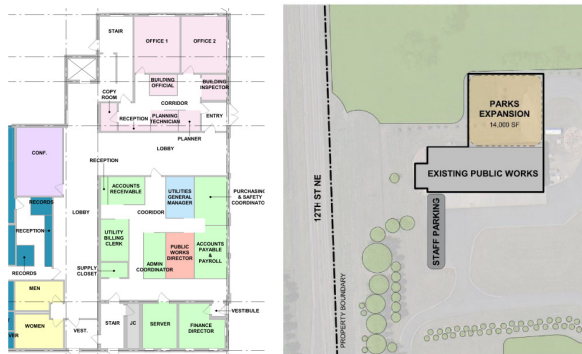 STAIR
OFFICE 1
OFFICE 2
BUILDING
OFFICIAL
BUILDING
INSPECTOR
COPY
ROOM
CORRIDOR
RECEPTION
PLANNING
TECHNICIAN
ENTRY
PLANNER
LOBBY
RECEPTION
CONF.
ACCOUNTS
RECEIVABLE
UTILITIES
GENERAL
MANAGER
PURCHASING
& SAFETY
COORDINATO
RECORDS
LOBBY
COORIDOR
RECEPTION
UTILITY
BILLING
CLERK
ADMIN
COORDINATOR
PUBLIC
WORKS
DIRECTOR
ACCOUNTS
PAYABLE
&
PAYROLL
RECORDS
SUPPLY
CLOSET
MEN
WOMEN
VER
VEST.
STAIR
JC
SERVER
FINANCE
DIRECTOR
VESTIBULE
12TH ST NE
PROPERTY BOUNDARY
PARKS
EXPANSION
14,000 SF
EXISTING PUBLIC WORKS
STAFF PARKING